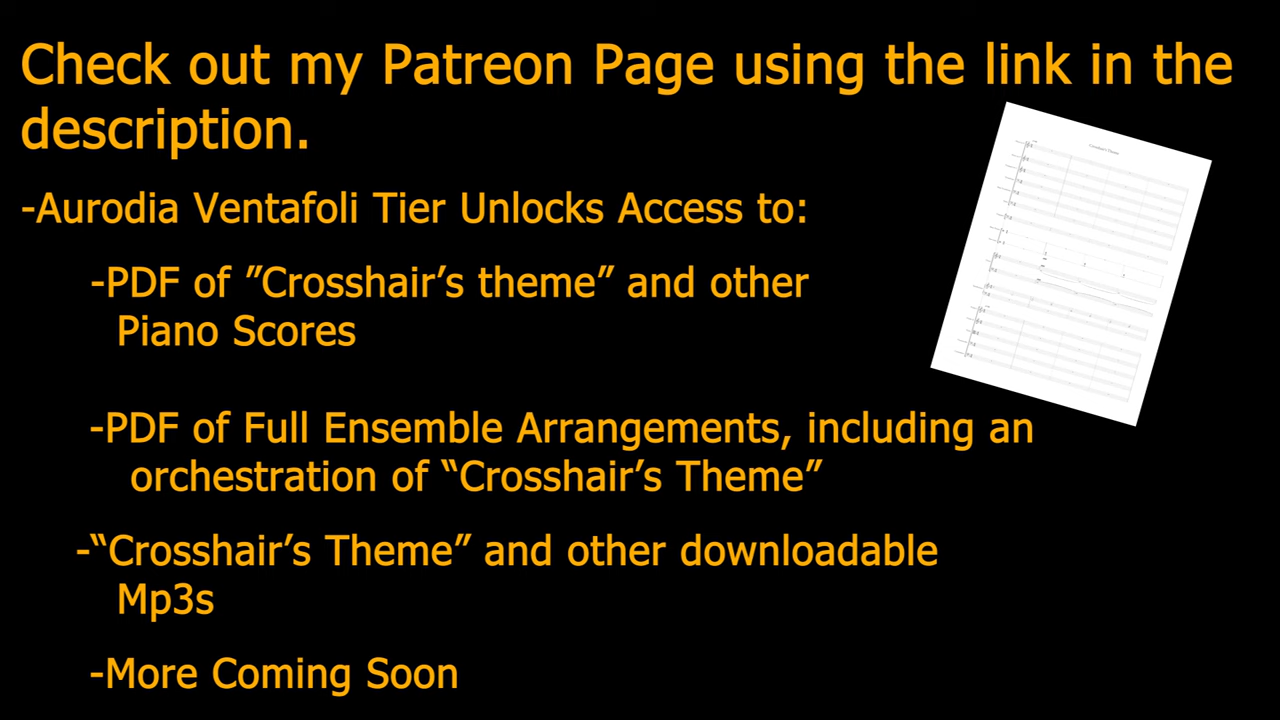 Check out my Patreon Page using the link in the
description.
-Aurodia Ventafoli Tier Unlocks Access to:
-PDF of ”Crosshair’s theme” and other
Piano Scores
-PDF of Full Ensemble Arrangements, including an
orchestration of “Crosshair’s Theme”
-“Crosshair’s Theme” and other downloadable
Mp3s
-More Coming Soon
Crosshair's Theme